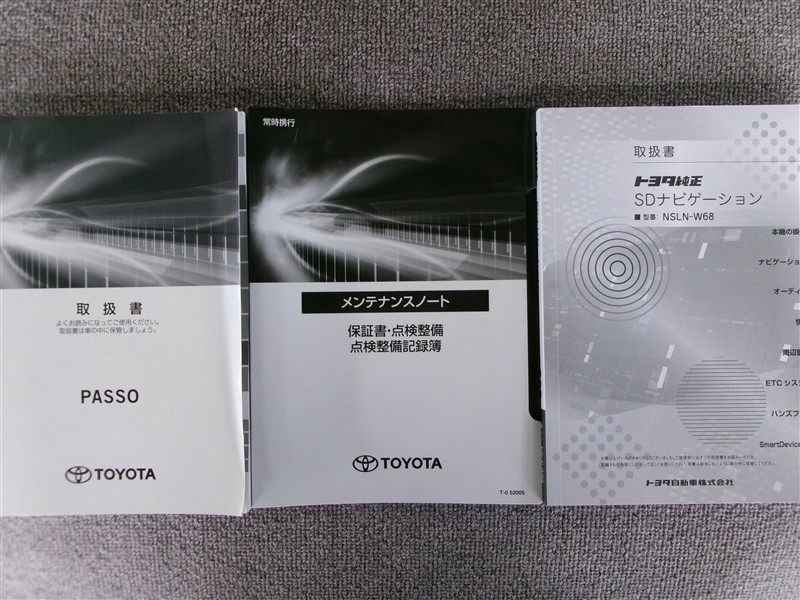 取扱書
よくお読みになってご使用ください。
取扱書は車の中に保管しましょう。
PASSO
TOYOTA
常時携行
メンテナンスノート
保証書・点検整備
点検整備記録簿
TOYOTA
T-0 52005
取扱書
トヨタ純正
SDナビゲーション
■ 型番: NSLN-W68
本機の操
ナビゲーショ
オーディ
情
周辺
ETC シス
ハンズフ
SmartDevice
トヨタ自動車株式会社